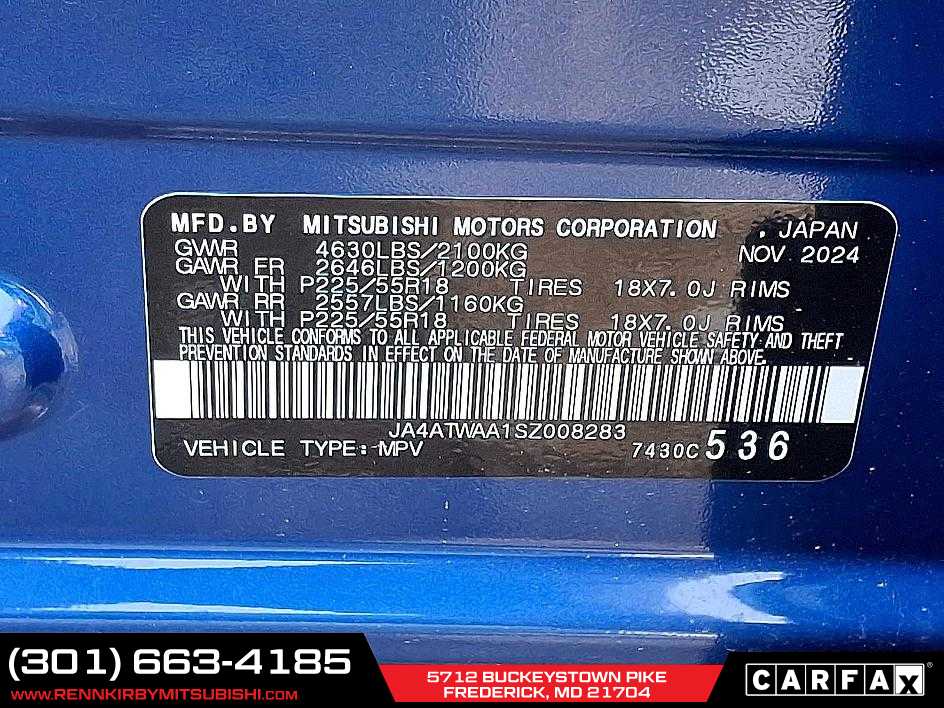 MFD.BY MITSUBISHI MOTORS CORPORATION , JAPAN
GVWR 4630LBS/2100KG NOV 2024
GAWR FR 2646LBS/1200KG
WITH P225/55R18 TIRES 18X7.0J RIMS
GAWR RR 2557LBS/1160KG
WITH P225/55R18 TIRES 18X7.0J RIMS
THIS VEHICLE CONFORMS TO ALL APPLICABLE FEDERAL MOTOR VEHICLE SAFETY AND THEFT
PREVENTION STANDARDS IN EFFECT ON THE DATE OF MANUFACTURE SHOWN ABOVE.
JA4ATWAA1SZ008283
VEHICLE TYPE:MPV 7430C 536
(301) 663-4185
WWW.RENNKIRBYMITSUBISHI.COM
5712 BUCKEYSTOWN PIKE
FREDERICK, MD 21704
CARFAX®